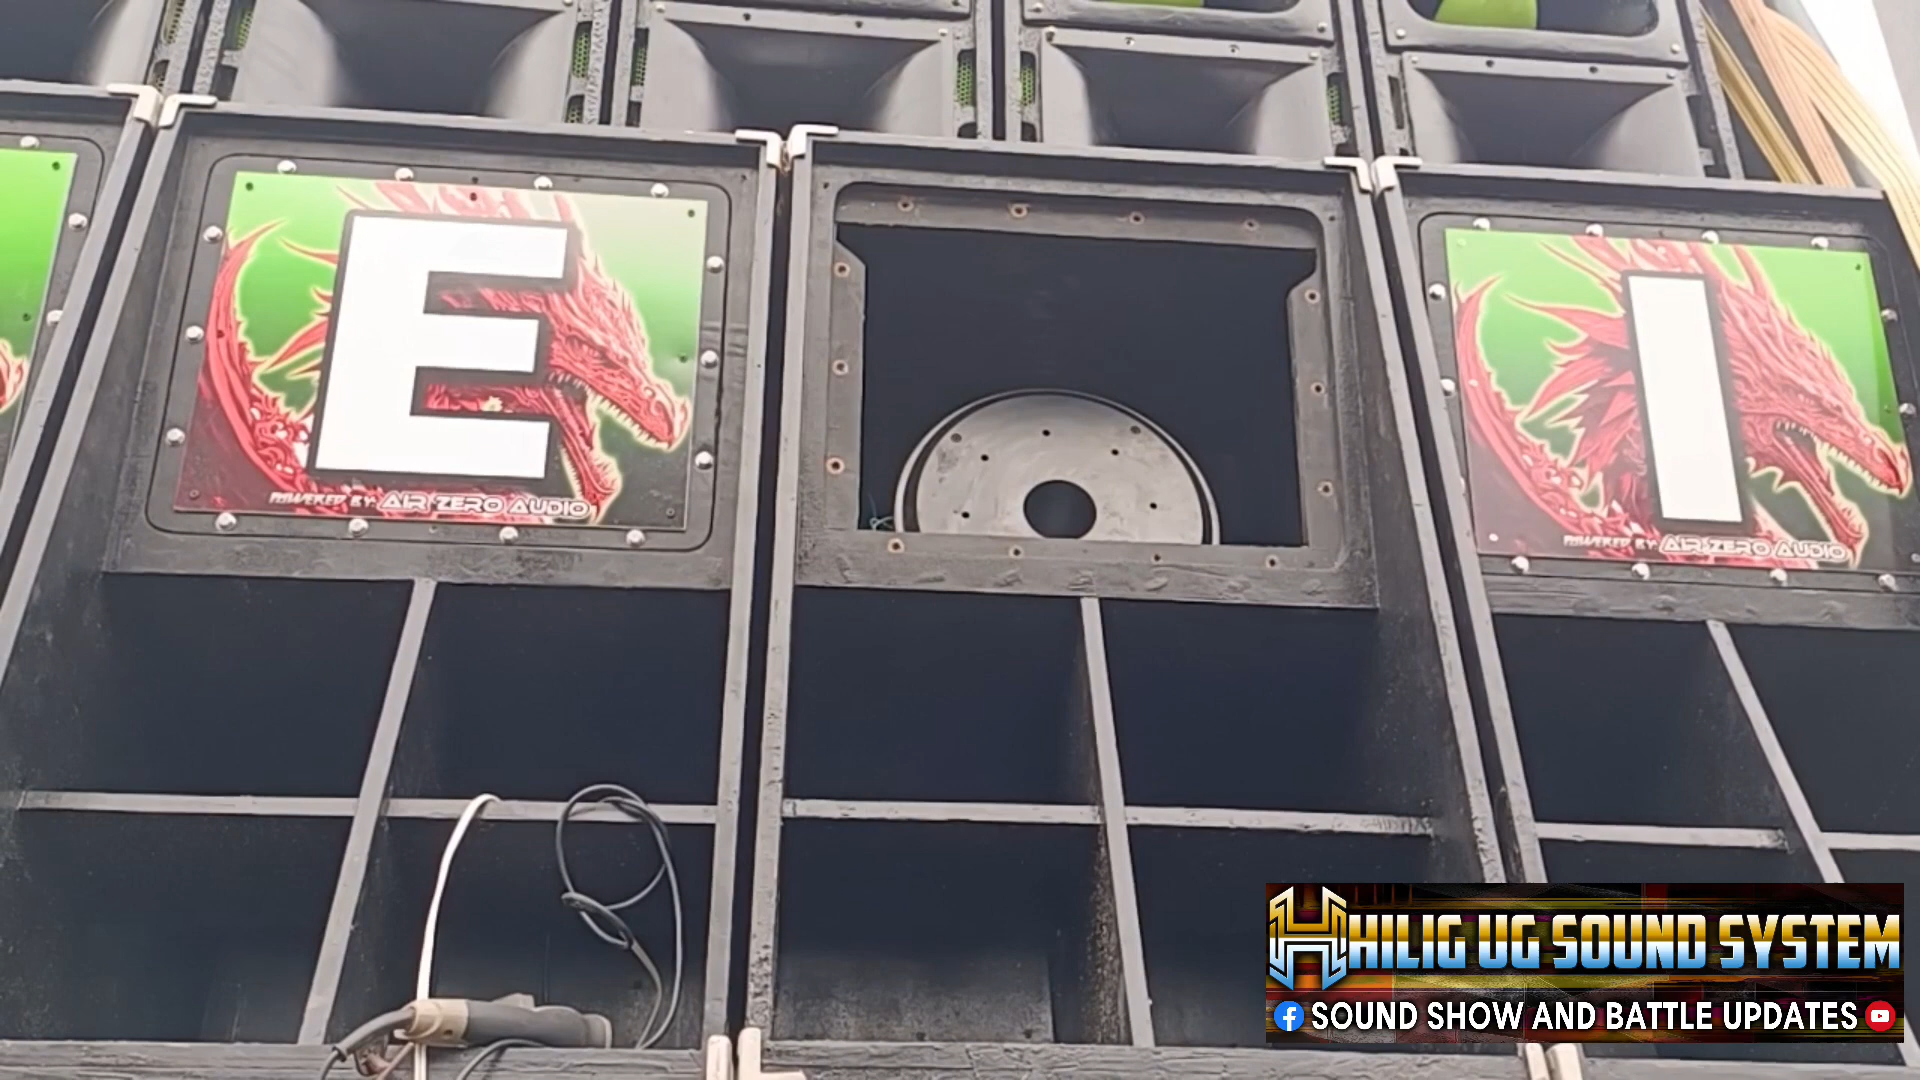 E
POWERED BY: AIR ZERO AUDIO
I
POWERED BY: AIR ZERO AUDIO
H HILIG UG SOUND SYSTEM
SOUND SHOW AND BATTLE UPDATES